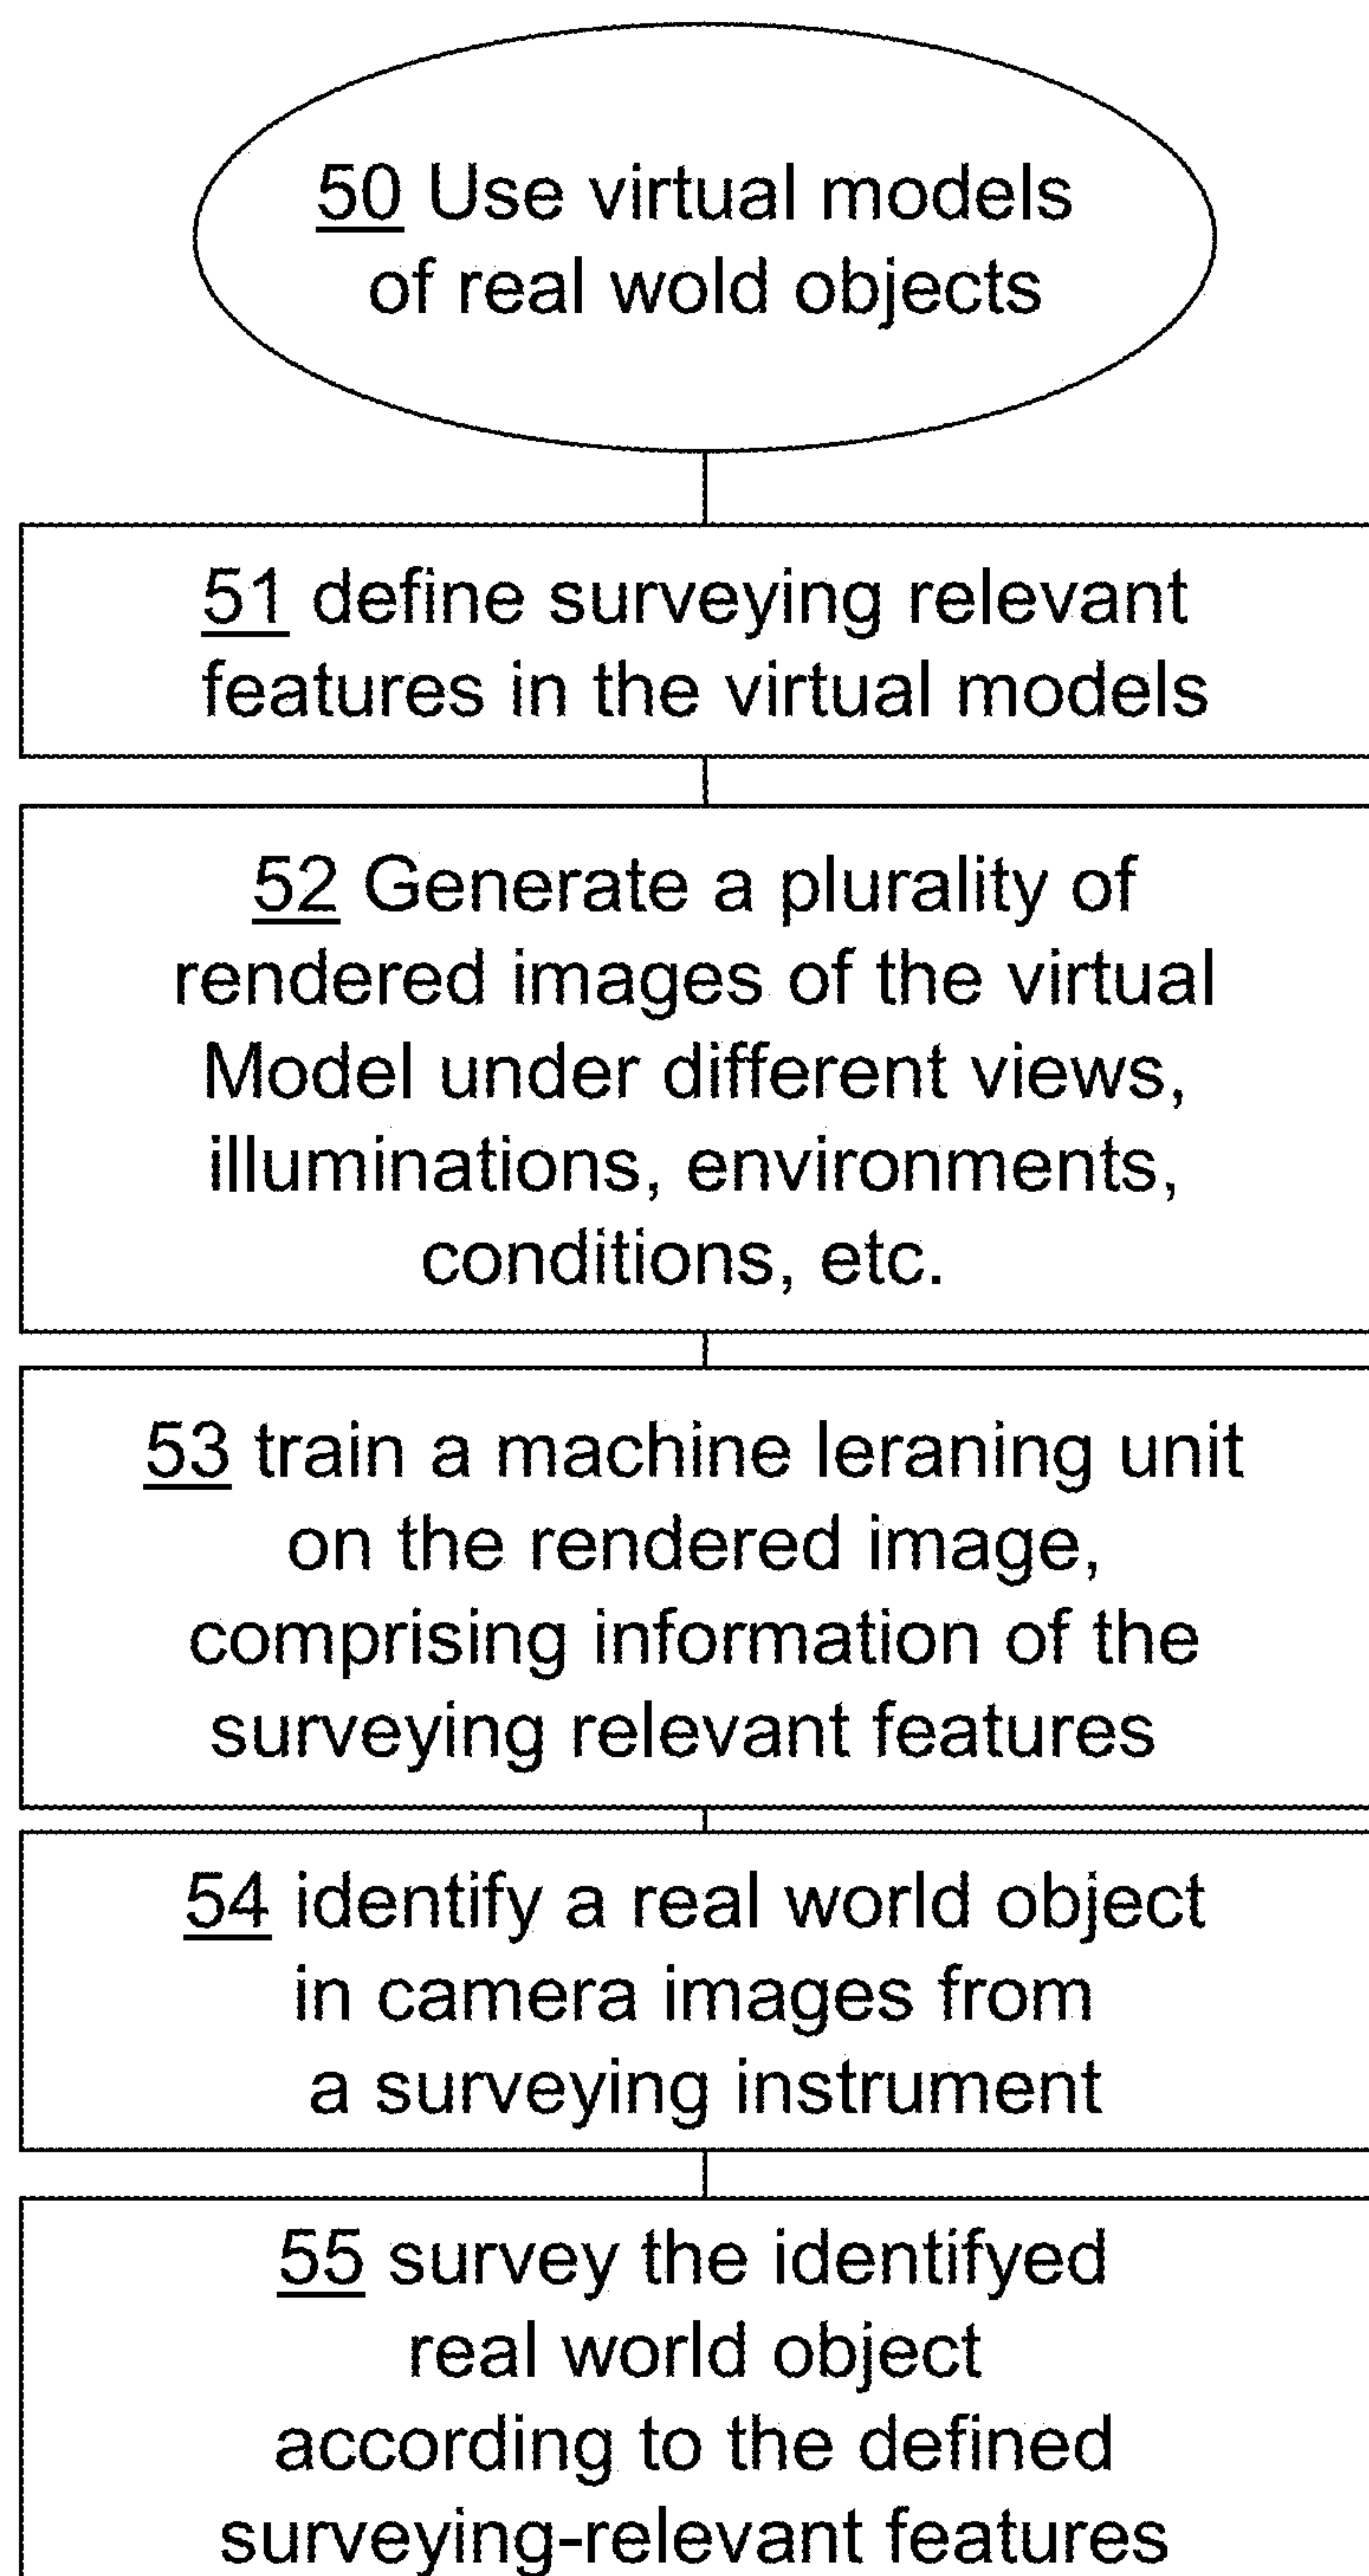 50 Use virtual models
of real wold objects
51 define surveying relevant
features in the virtual models
52 Generate a plurality of
rendered images of the virtual
Model under different views,
illuminations, environments,
conditions, etc.
53 train a machine leraning unit
on the rendered image,
comprising information of the
surveying relevant features
54 identify a real world object
in camera images from
a surveying instrument
55 survey the identifyed
real world object
according to the defined
surveying-relevant features